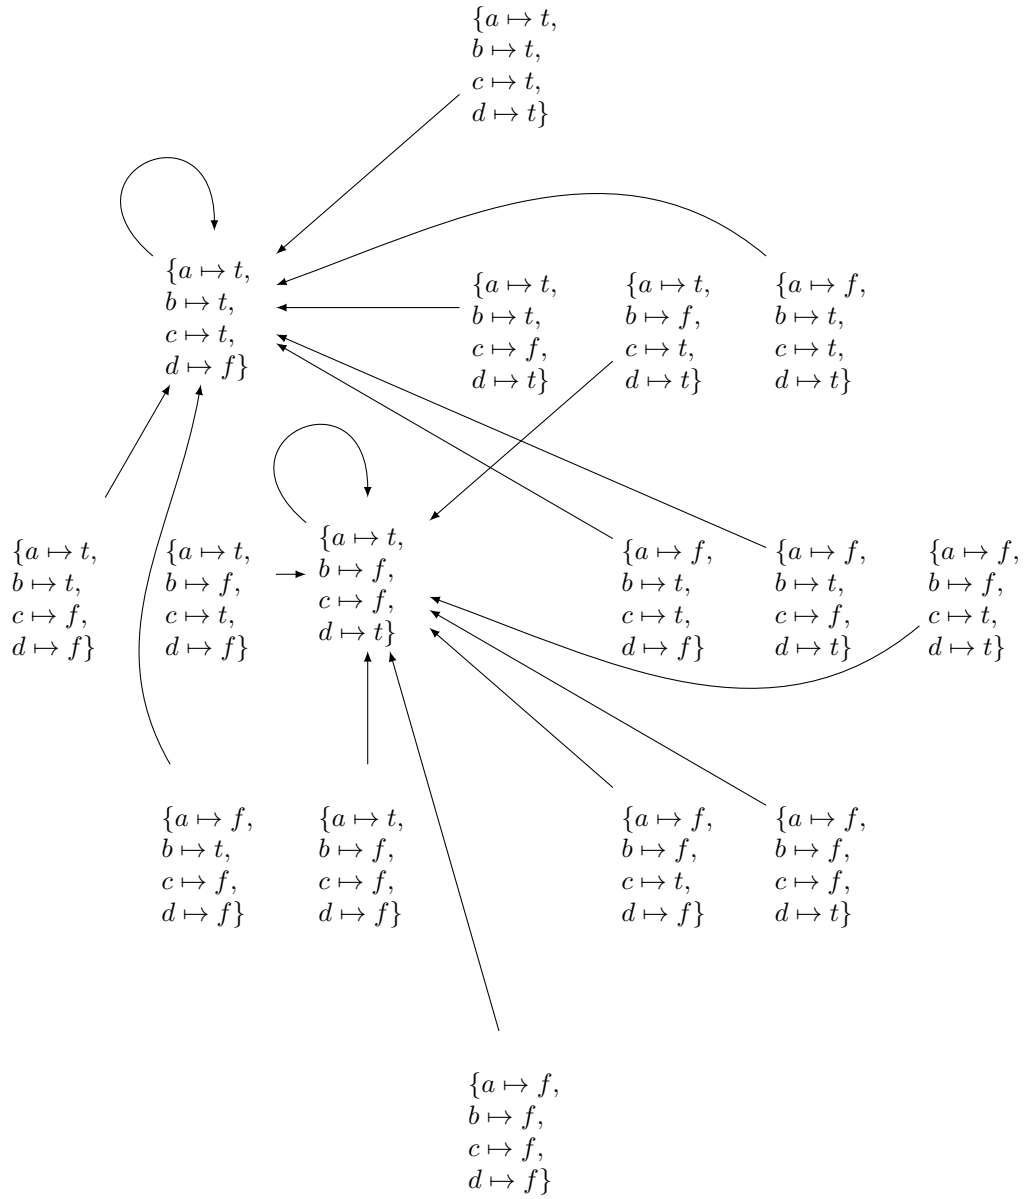 {a ↦ t,
b ↦ t,
c ↦ t,
d ↦ t}
{a ↦ t,
b ↦ t,
c ↦ t,
d ↦ f}
{a ↦ t,
b ↦ t,
c ↦ f,
d ↦ t}
{a ↦ t,
b ↦ f,
c ↦ t,
d ↦ t}
{a ↦ f,
b ↦ t,
c ↦ t,
d ↦ t}
{a ↦ t,
b ↦ t,
c ↦ f,
d ↦ f}
{a ↦ t,
b ↦ f,
c ↦ t,
d ↦ f}
{a ↦ t,
b ↦ f,
c ↦ f,
d ↦ t}
{a ↦ f,
b ↦ t,
c ↦ t,
d ↦ f}
{a ↦ f,
b ↦ t,
c ↦ f,
d ↦ t}
{a ↦ f,
b ↦ f,
c ↦ t,
d ↦ t}
{a ↦ f,
b ↦ t,
c ↦ f,
d ↦ f}
{a ↦ t,
b ↦ f,
c ↦ f,
d ↦ f}
{a ↦ f,
b ↦ f,
c ↦ t,
d ↦ f}
{a ↦ f,
b ↦ f,
c ↦ f,
d ↦ t}
{a ↦ f,
b ↦ f,
c ↦ f,
d ↦ f}